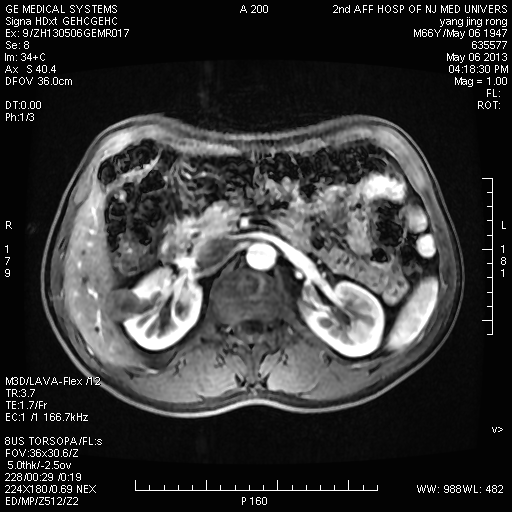 GE MEDICAL SYSTEMS
Signa HDxt GEHCGEHC
Ex: 9/ZH130506GEMR017
Se: 8
Im: 34+C
Ax S 40.4
DFOV 36.0cm
DT:0.00
Ph:1/3
A 200
2nd AFF HOSP OF NJ MED UNIVERS
yang jing rong
M66Y/May 06 1947
635577
May 06 2013
04:18:30 PM
Mag = 1.00
FL:
ROT:
R
1
7
9
L
1
8
1
M3D/LAVA-Flex /12
TR:3.7
TE:1.7/Fr
EC:1 /1 166.7kHz
8US TORSOPA/FL:s
FOV:36x30.6/Z
5.0thk/-2.5ov
228/00:29 /0:19
224X180/0.69 NEX
ED/MP/Z512/Z2
P 160
v>
WW: 988WL: 482